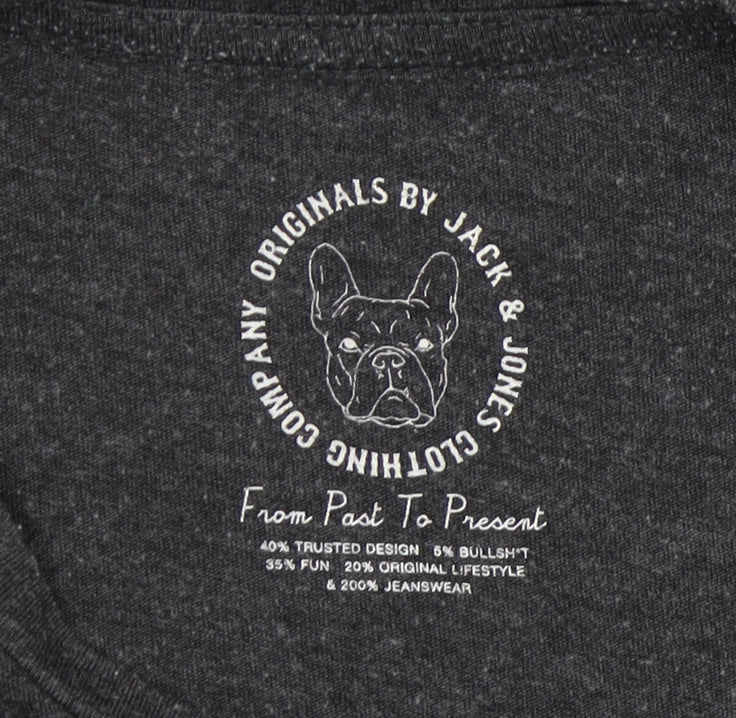 ORIGINALS BY JACK & JONES CLOTHING COMPANY
From Past To Present
40% TRUSTED DESIGN 5% BULLSH*T
35% FUN 20% ORIGINAL LIFESTYLE
& 200% JEANSWEAR